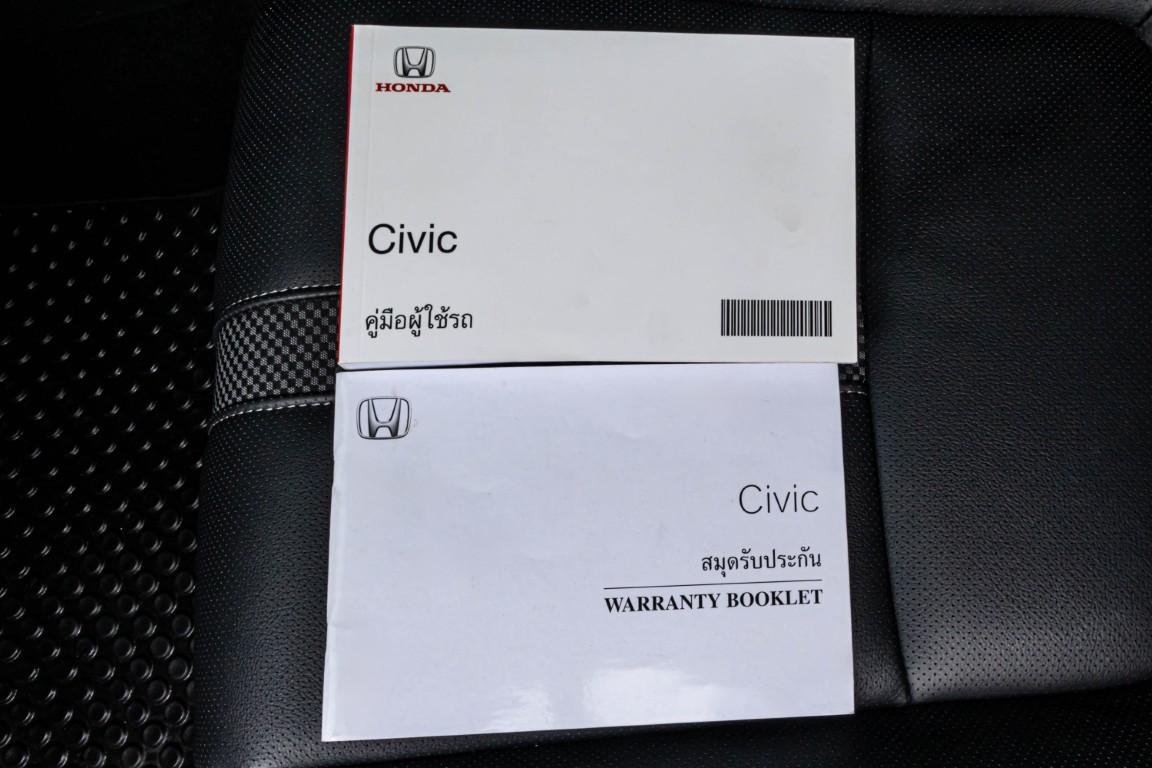 HONDA
Civic
คู่มือผู้ใช้รถ
Civic
สมุดรับประกัน
WARRANTY BOOKLET